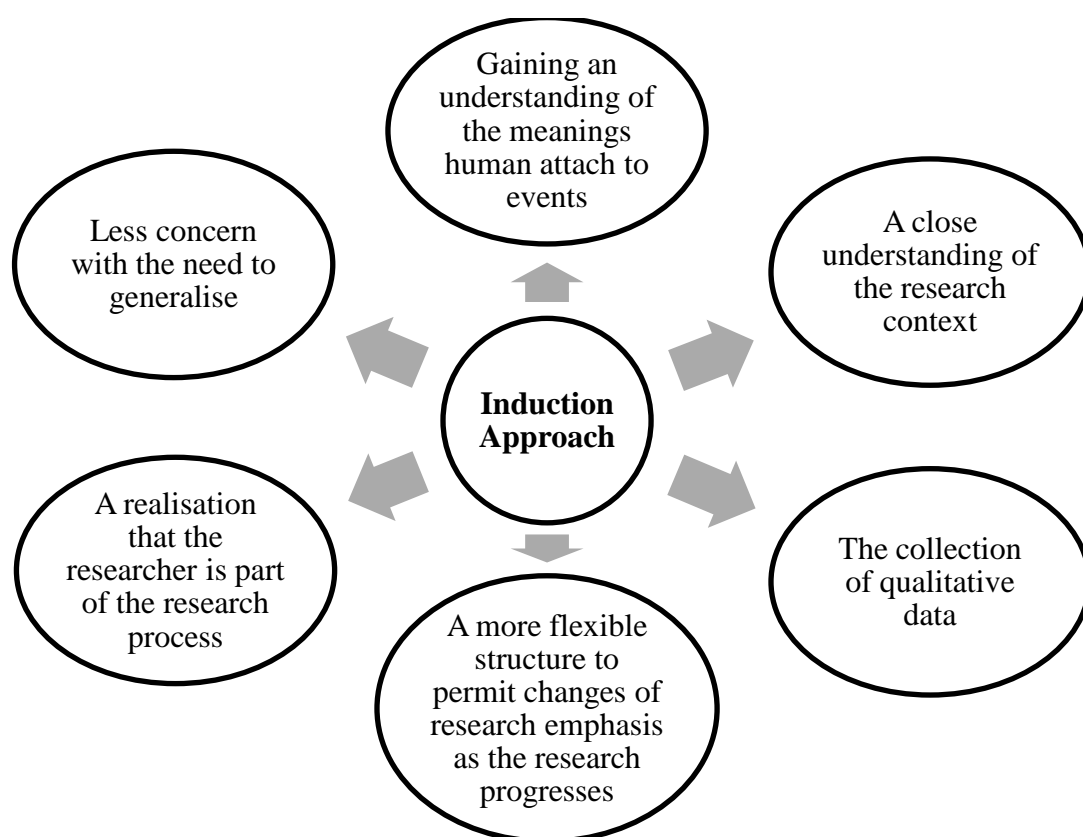 Gaining an
understanding of
the meanings
human attach to
events
Less concern
with the need to
generalise
A close
understanding of
the research
context
Induction
Approach
A realisation
that the
researcher is part
of the research
process
The collection
of qualitative
data
A more flexible
structure to
permit changes of
research emphasis
as the research
progresses